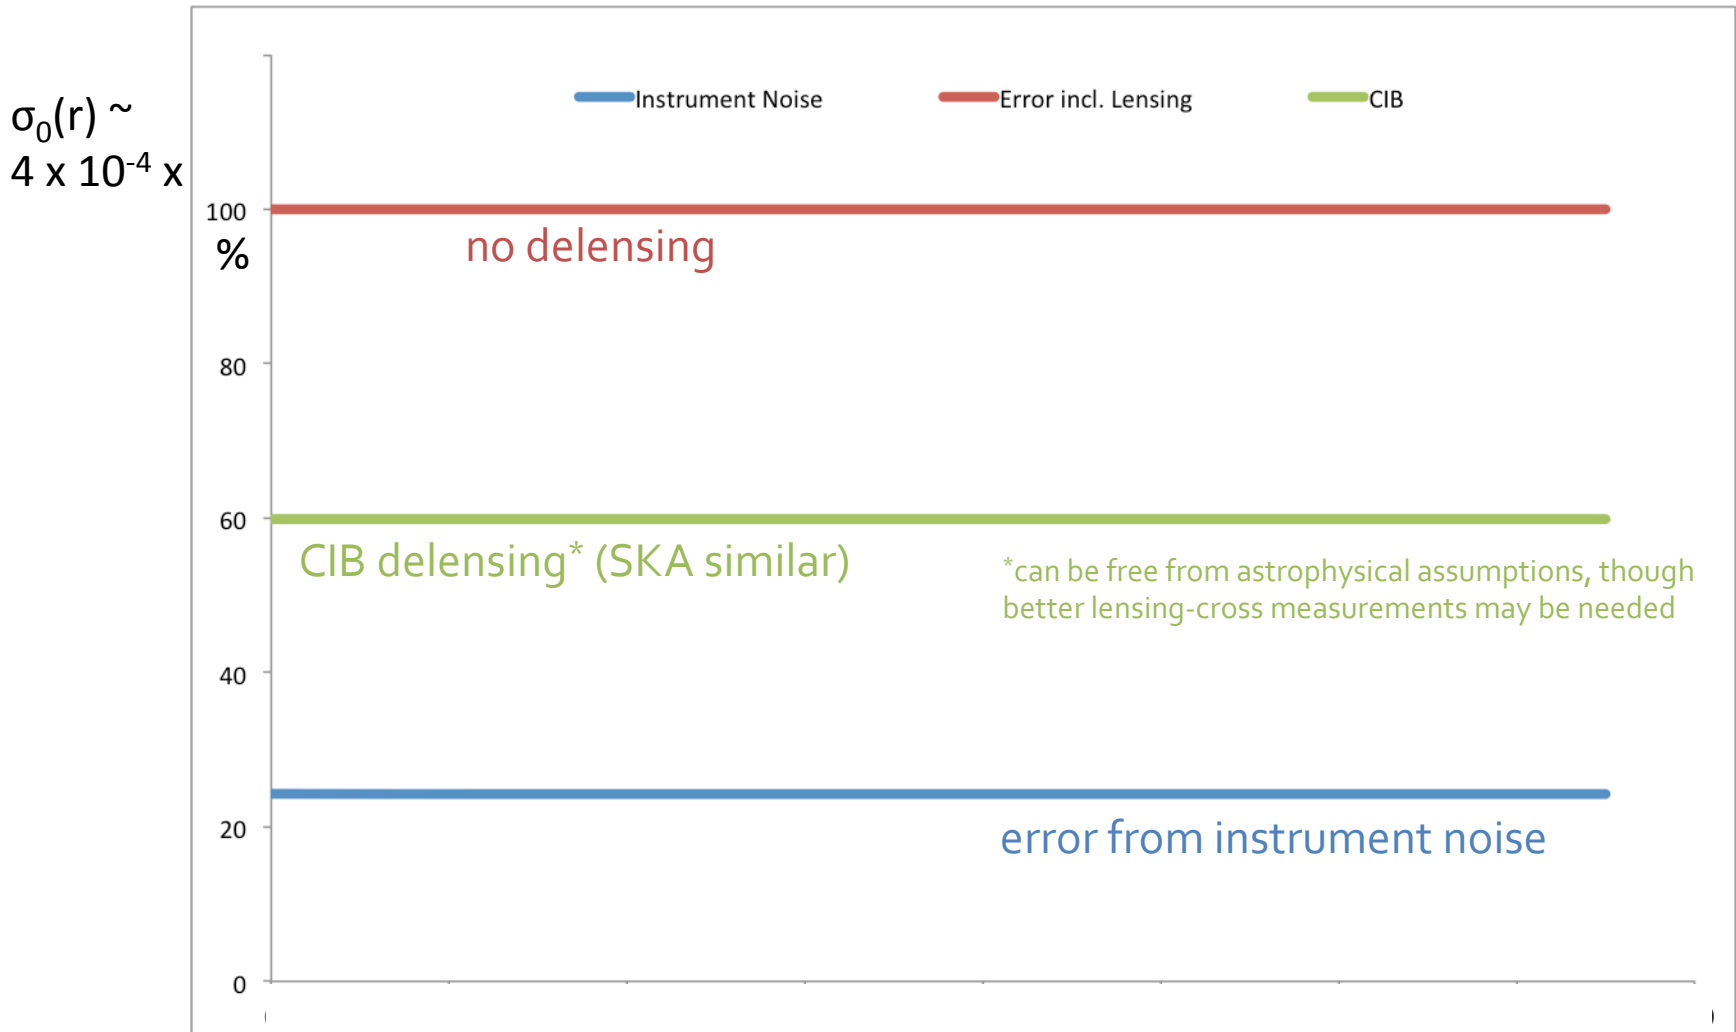 σ₀(r) ~
4 x 10⁻⁴ x
Instrument Noise
Error incl. Lensing
CIB
100
%
no delensing
80
60
CIB delensing* (SKA similar)
*can be free from astrophysical assumptions, though
better lensing-cross measurements may be needed
40
20
error from instrument noise
0